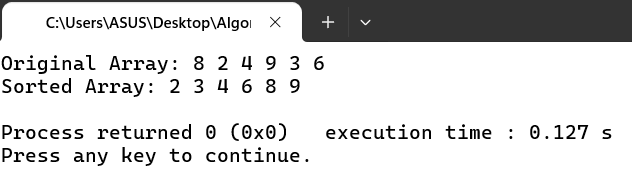 C:\Users\ASUS\Desktop\Algor
Original Array: 8 2 4 9 3 6
Sorted Array: 2 3 4 6 8 9
Process returned 0 (0x0)   execution time : 0.127 s
Press any key to continue.